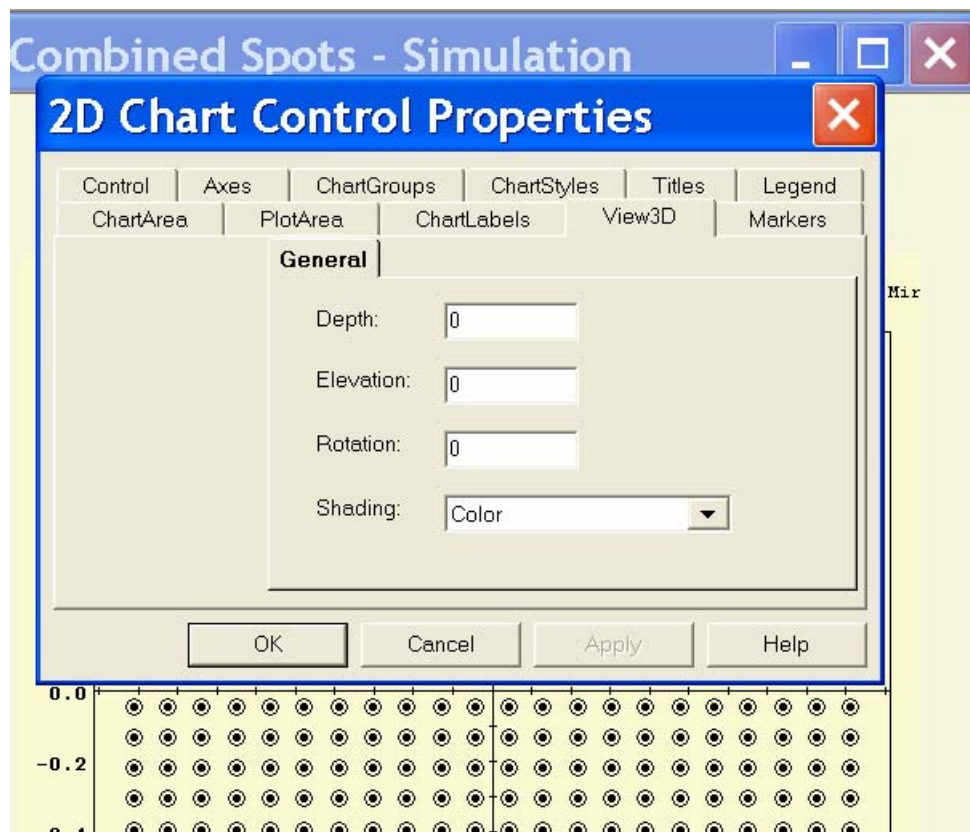 Combined Spots - Simulation
2D Chart Control Properties
Control Axes ChartGroups ChartStyles Titles Legend
ChartArea PlotArea ChartLabels View3D Markers
General
Mir
Depth: 0
Elevation: 0
Rotation: 0
Shading: Color
OK Cancel Apply Help
0.0
-0.2